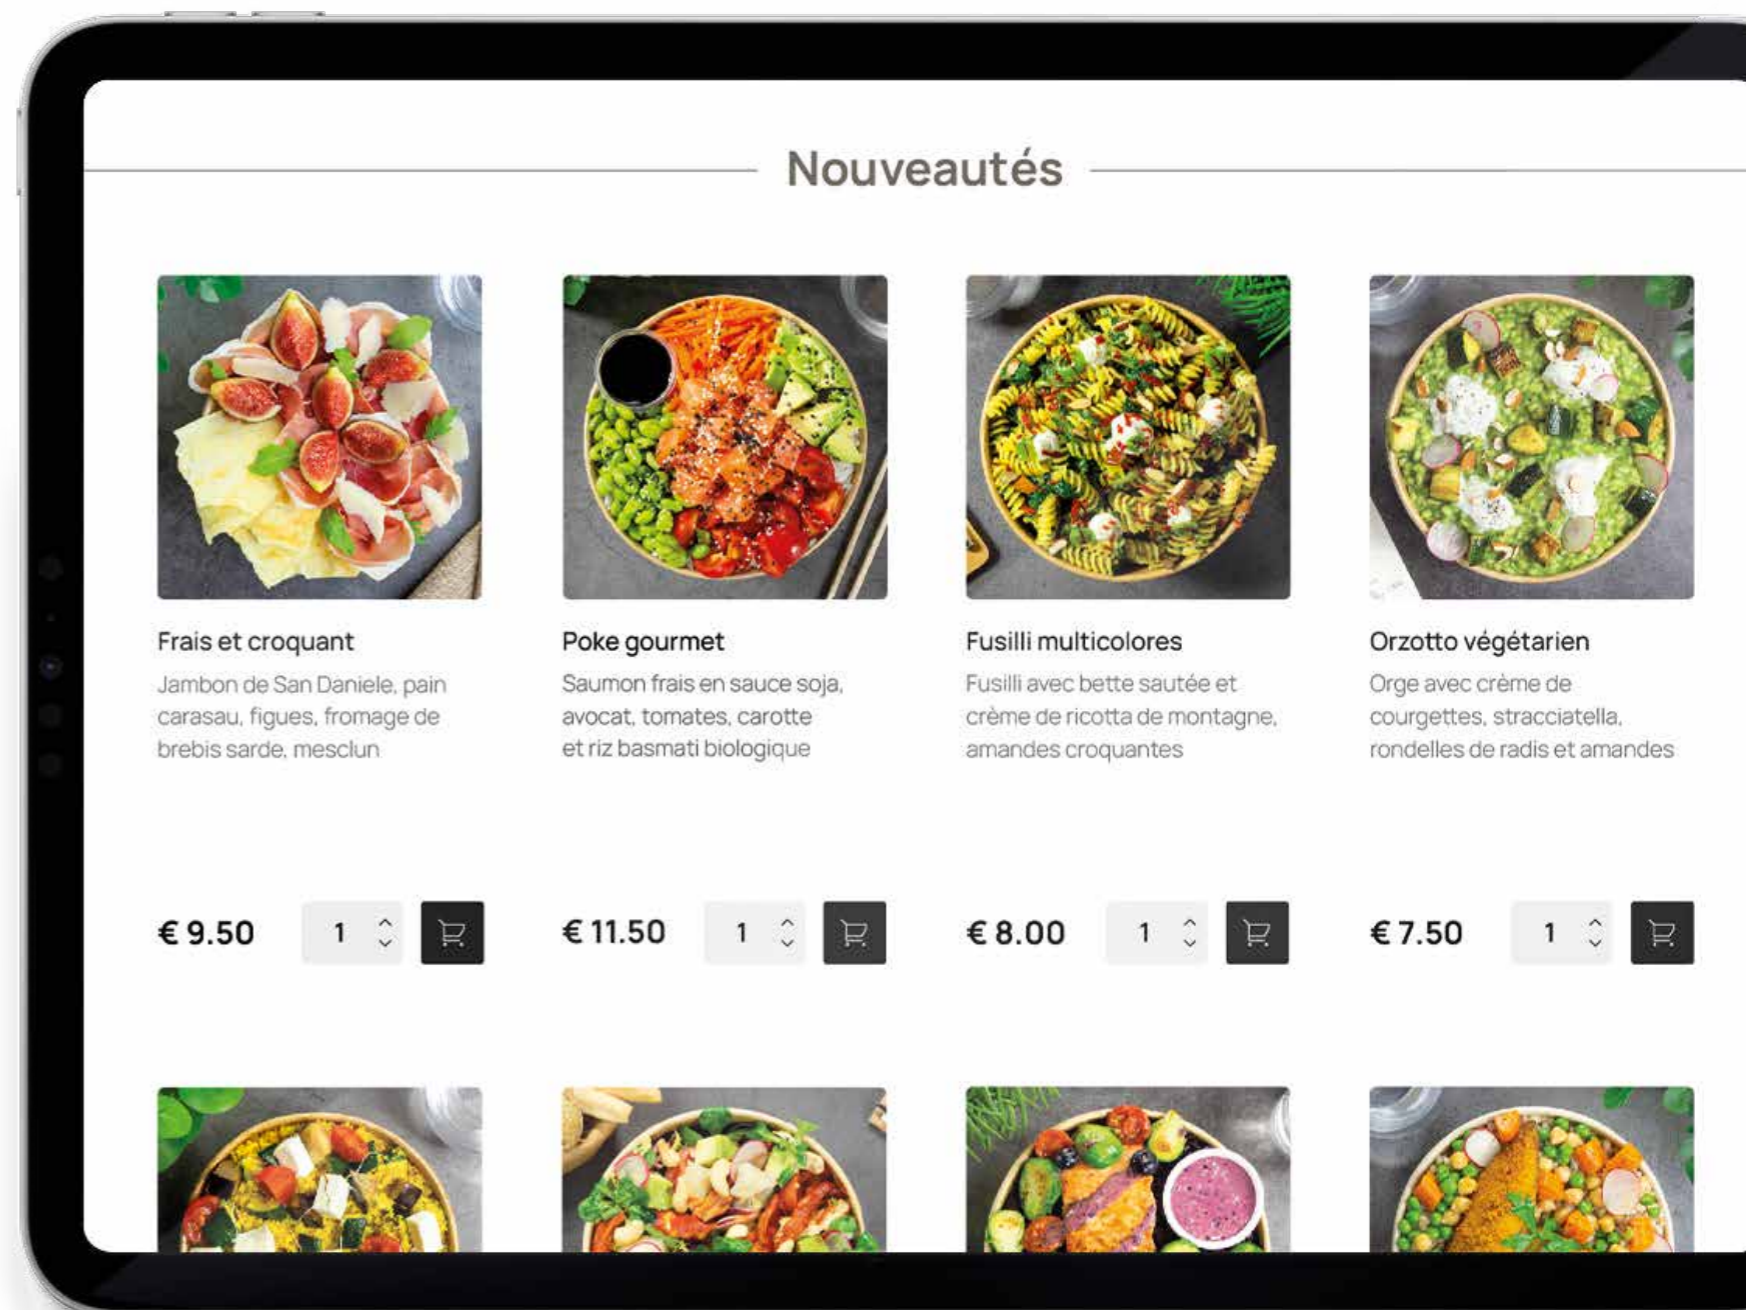 Nouveautés
Frais et croquant
Jambon de San Daniele, pain
carasau, figues, fromage de
brebis sarde, mesclun
€ 9.50
1
Poke gourmet
Saumon frais en sauce soja,
avocat, tomates, carotte
et riz basmati biologique
€ 11.50
1
Fusilli multicolores
Fusilli avec bette sautée et
crème de ricotta de montagne,
amandes croquantes
€ 8.00
1
Orzotto végétarien
Orge avec crème de
courgettes, stracciatella,
rondelles de radis et amandes
€ 7.50
1